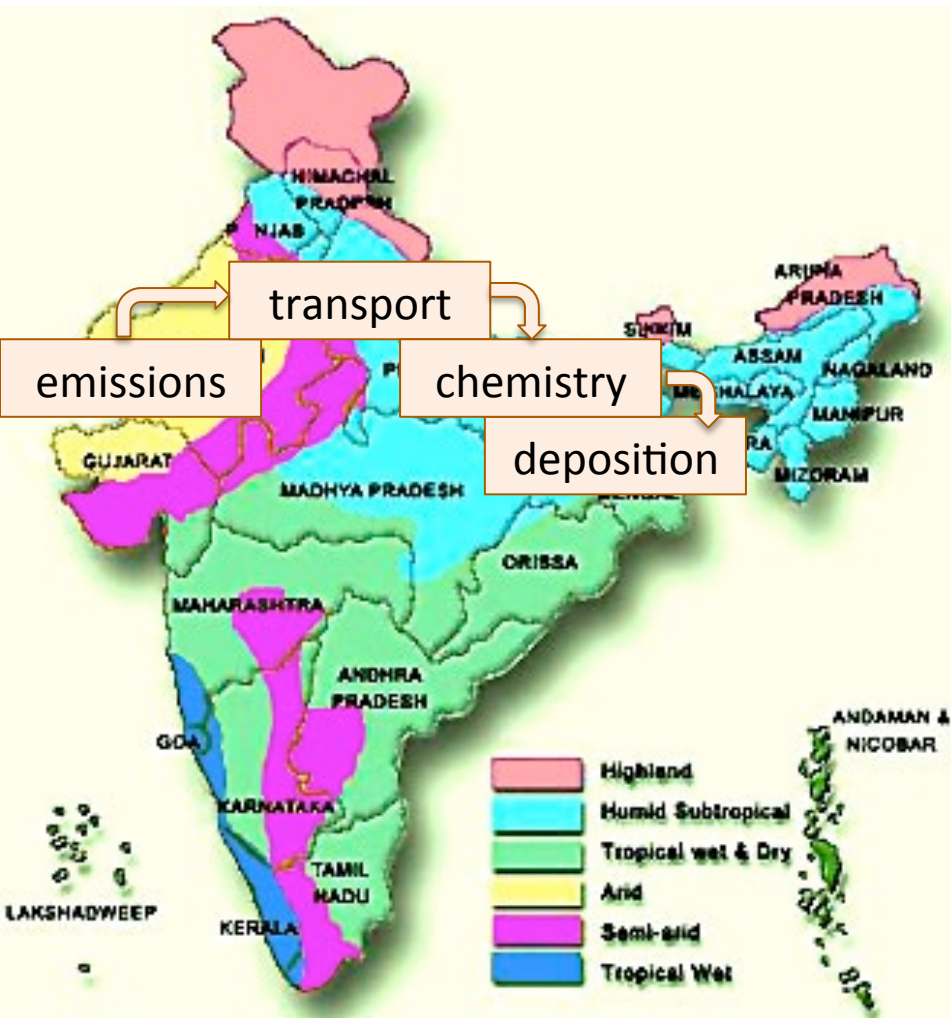 HIMACHAL
PRADESH
P NJAB
transport
ARUNA
PRADESH
SIKKIM
emissions
chemistry
ASSAM
NAGALAND
MEGHALAYA
MANIPUR
deposition
GUJARAT
MIZORAM
MADHYA PRADESH
BENGAL
ORISSA
MAHARASHTRA
ANDHRA
PRADESH
ANDAMAN &
NICOBAR
GOA
Highland
KARNATAKA
Humid Subtropical
Tropical wet & Dry
TAMIL
NADU
Arid
LAKSHADWEEP
KERALA
Semi-arid
Tropical Wet